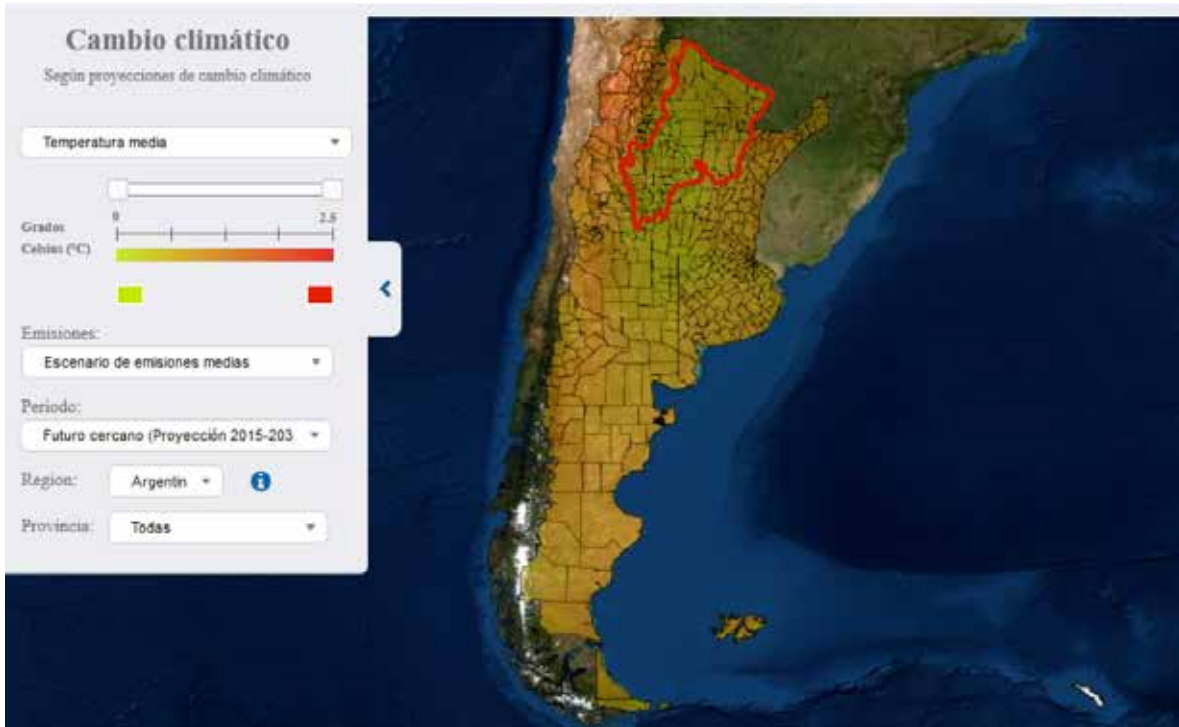 Cambio climático
Según proyecciones de cambio climático
Temperatura media
0 2.5
Grados
Celsius (°C)
Emisiones:
Escenario de emisiones medias
Periodo:
Futuro cercano (Proyección 2015-203
Region:
Argentin
Provincia:
Todas